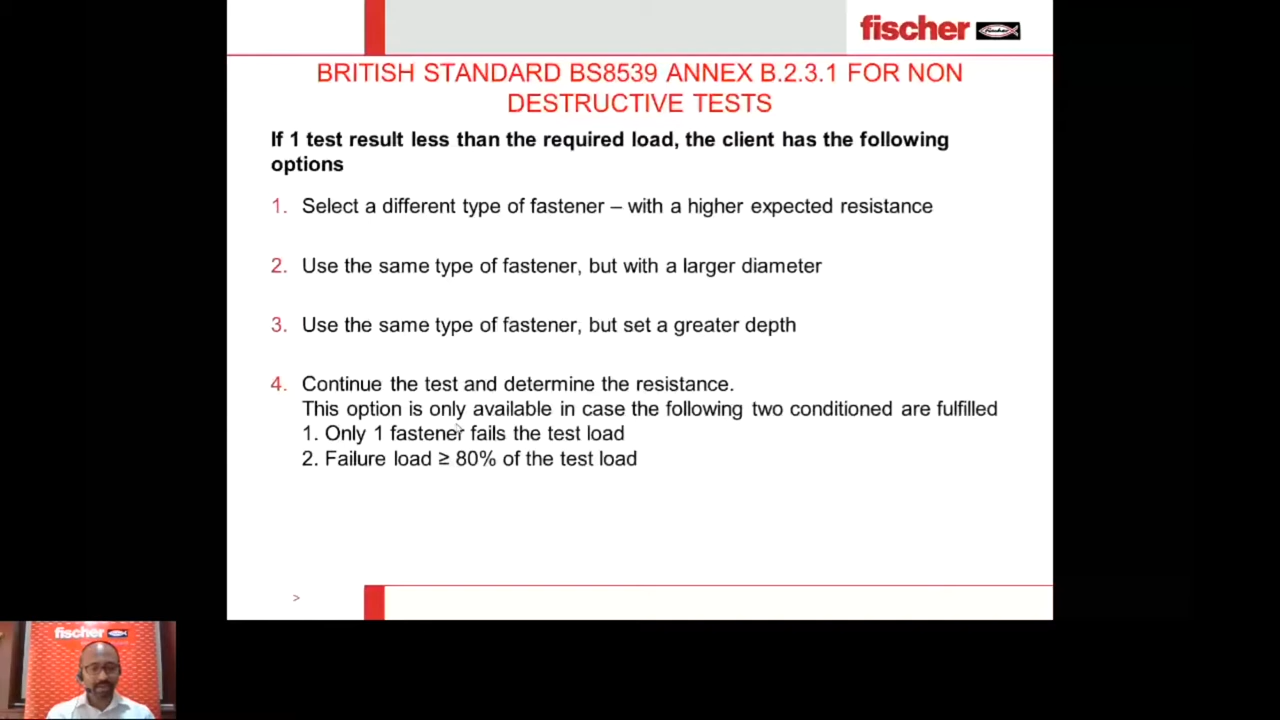 fischer
BRITISH STANDARD BS8539 ANNEX B.2.3.1 FOR NON
DESTRUCTIVE TESTS
If 1 test result less than the required load, the client has the following
options
1. Select a different type of fastener – with a higher expected resistance
2. Use the same type of fastener, but with a larger diameter
3. Use the same type of fastener, but set a greater depth
4. Continue the test and determine the resistance.
This option is only available in case the following two conditioned are fulfilled
1. Only 1 fastener fails the test load
2. Failure load ≥ 80% of the test load
>
fischer